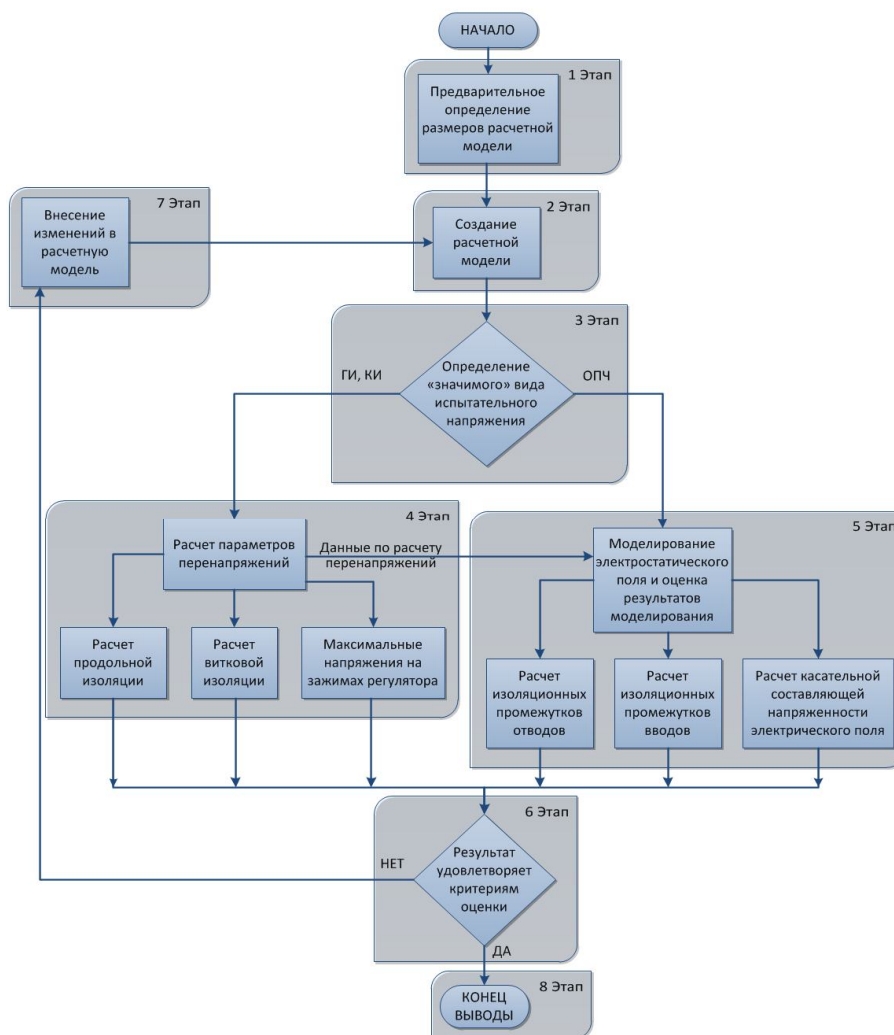 НАЧАЛО
1 Этап
Предварительное
определение
размеров расчетной
модели
7 Этап
Внесение
изменений в
расчетную
модель
2 Этап
Создание
расчетной
модели
3 Этап
Определение
«значимого» вида
испытательного
напряжения
ГИ, КИ
ОПЧ
4 Этап
Расчет параметров
перенапряжений
Данные по расчету
перенапряжений
Расчет
продольной
изоляции
Расчет
витковой
изоляции
Максимальные
напряжения на
зажимах регулятора
5 Этап
Моделирование
электростатического
поля и оценка
результатов
моделирования
Расчет
изоляционных
промежутков
отводов
Расчет
изоляционных
промежутков
вводов
Расчет касательной
составляющей
напряженности
электрического поля
6 Этап
Результат
удовлетворяет
критериям
оценки
НЕТ
ДА
8 Этап
КОНЕЦ
ВЫВОДЫ